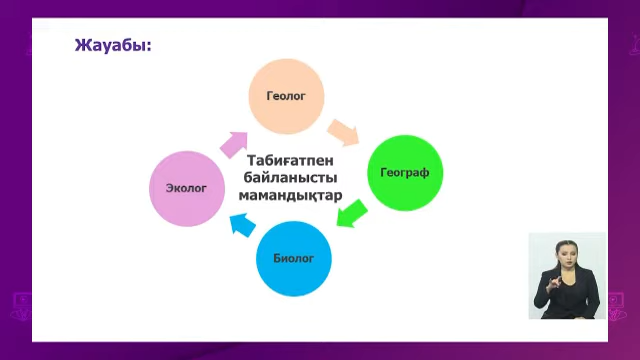 Жауабы:
Геолог
Табиғатпен
байланысты
мамандықтар
Географ
Эколог
Биолог